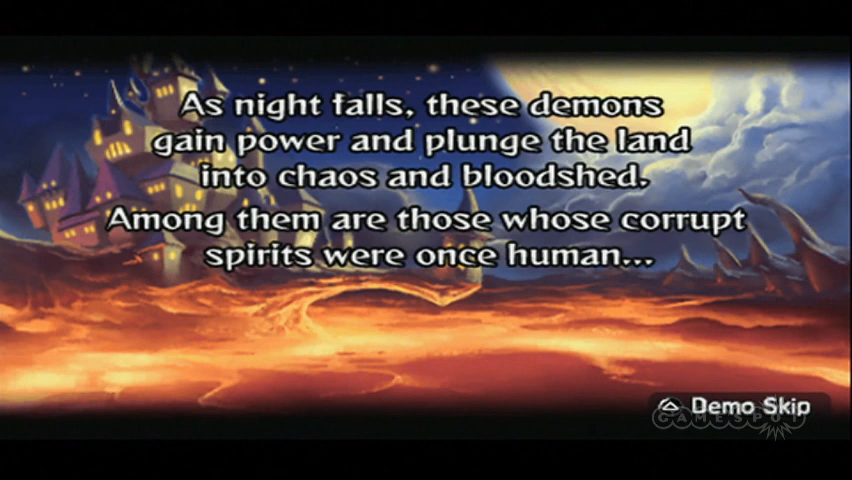 As night falls, these demons
gain power and plunge the land
into chaos and bloodshed.
Among them are those whose corrupt
spirits were once human...
Demo Skip
GAMESPOT